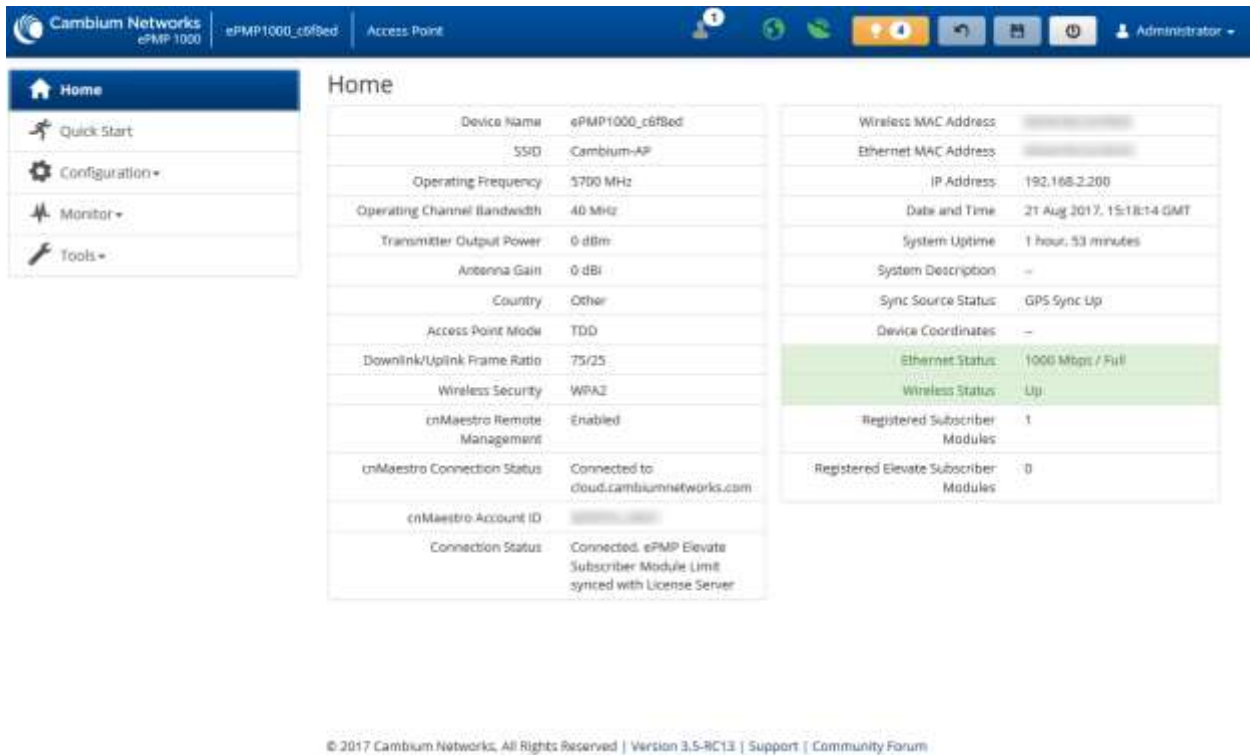 Cambium Networks
ePMP 1000
ePMP1000_c6f8ed
Access Point
1
4
Administrator
Home
Quick Start
Configuration
Monitor
Tools
Home
Device Name ePMP1000_c6f8ed
SSID Cambium-AP
Operating Frequency 5700 MHz
Operating Channel Bandwidth 40 MHz
Transmitter Output Power 0 dBm
Antenna Gain 0 dBi
Country Other
Access Point Mode TDD
Downlink/Uplink Frame Ratio 75/25
Wireless Security WPA2
cnMaestro Remote Management Enabled
cnMaestro Connection Status Connected to cloud.cambiumnetworks.com
cnMaestro Account ID
Connection Status Connected. ePMP Elevate Subscriber Module Limit synced with License Server
Wireless MAC Address
Ethernet MAC Address
IP Address 192.168.2.200
Date and Time 21 Aug 2017, 15:18:14 GMT
System Uptime 1 hour, 53 minutes
System Description --
Sync Source Status GPS Sync Up
Device Coordinates --
Ethernet Status 1000 Mbps / Full
Wireless Status Up
Registered Subscriber Modules 1
Registered Elevate Subscriber Modules 0
© 2017 Cambium Networks, All Rights Reserved | Version 3.5-RC13 | Support | Community Forum